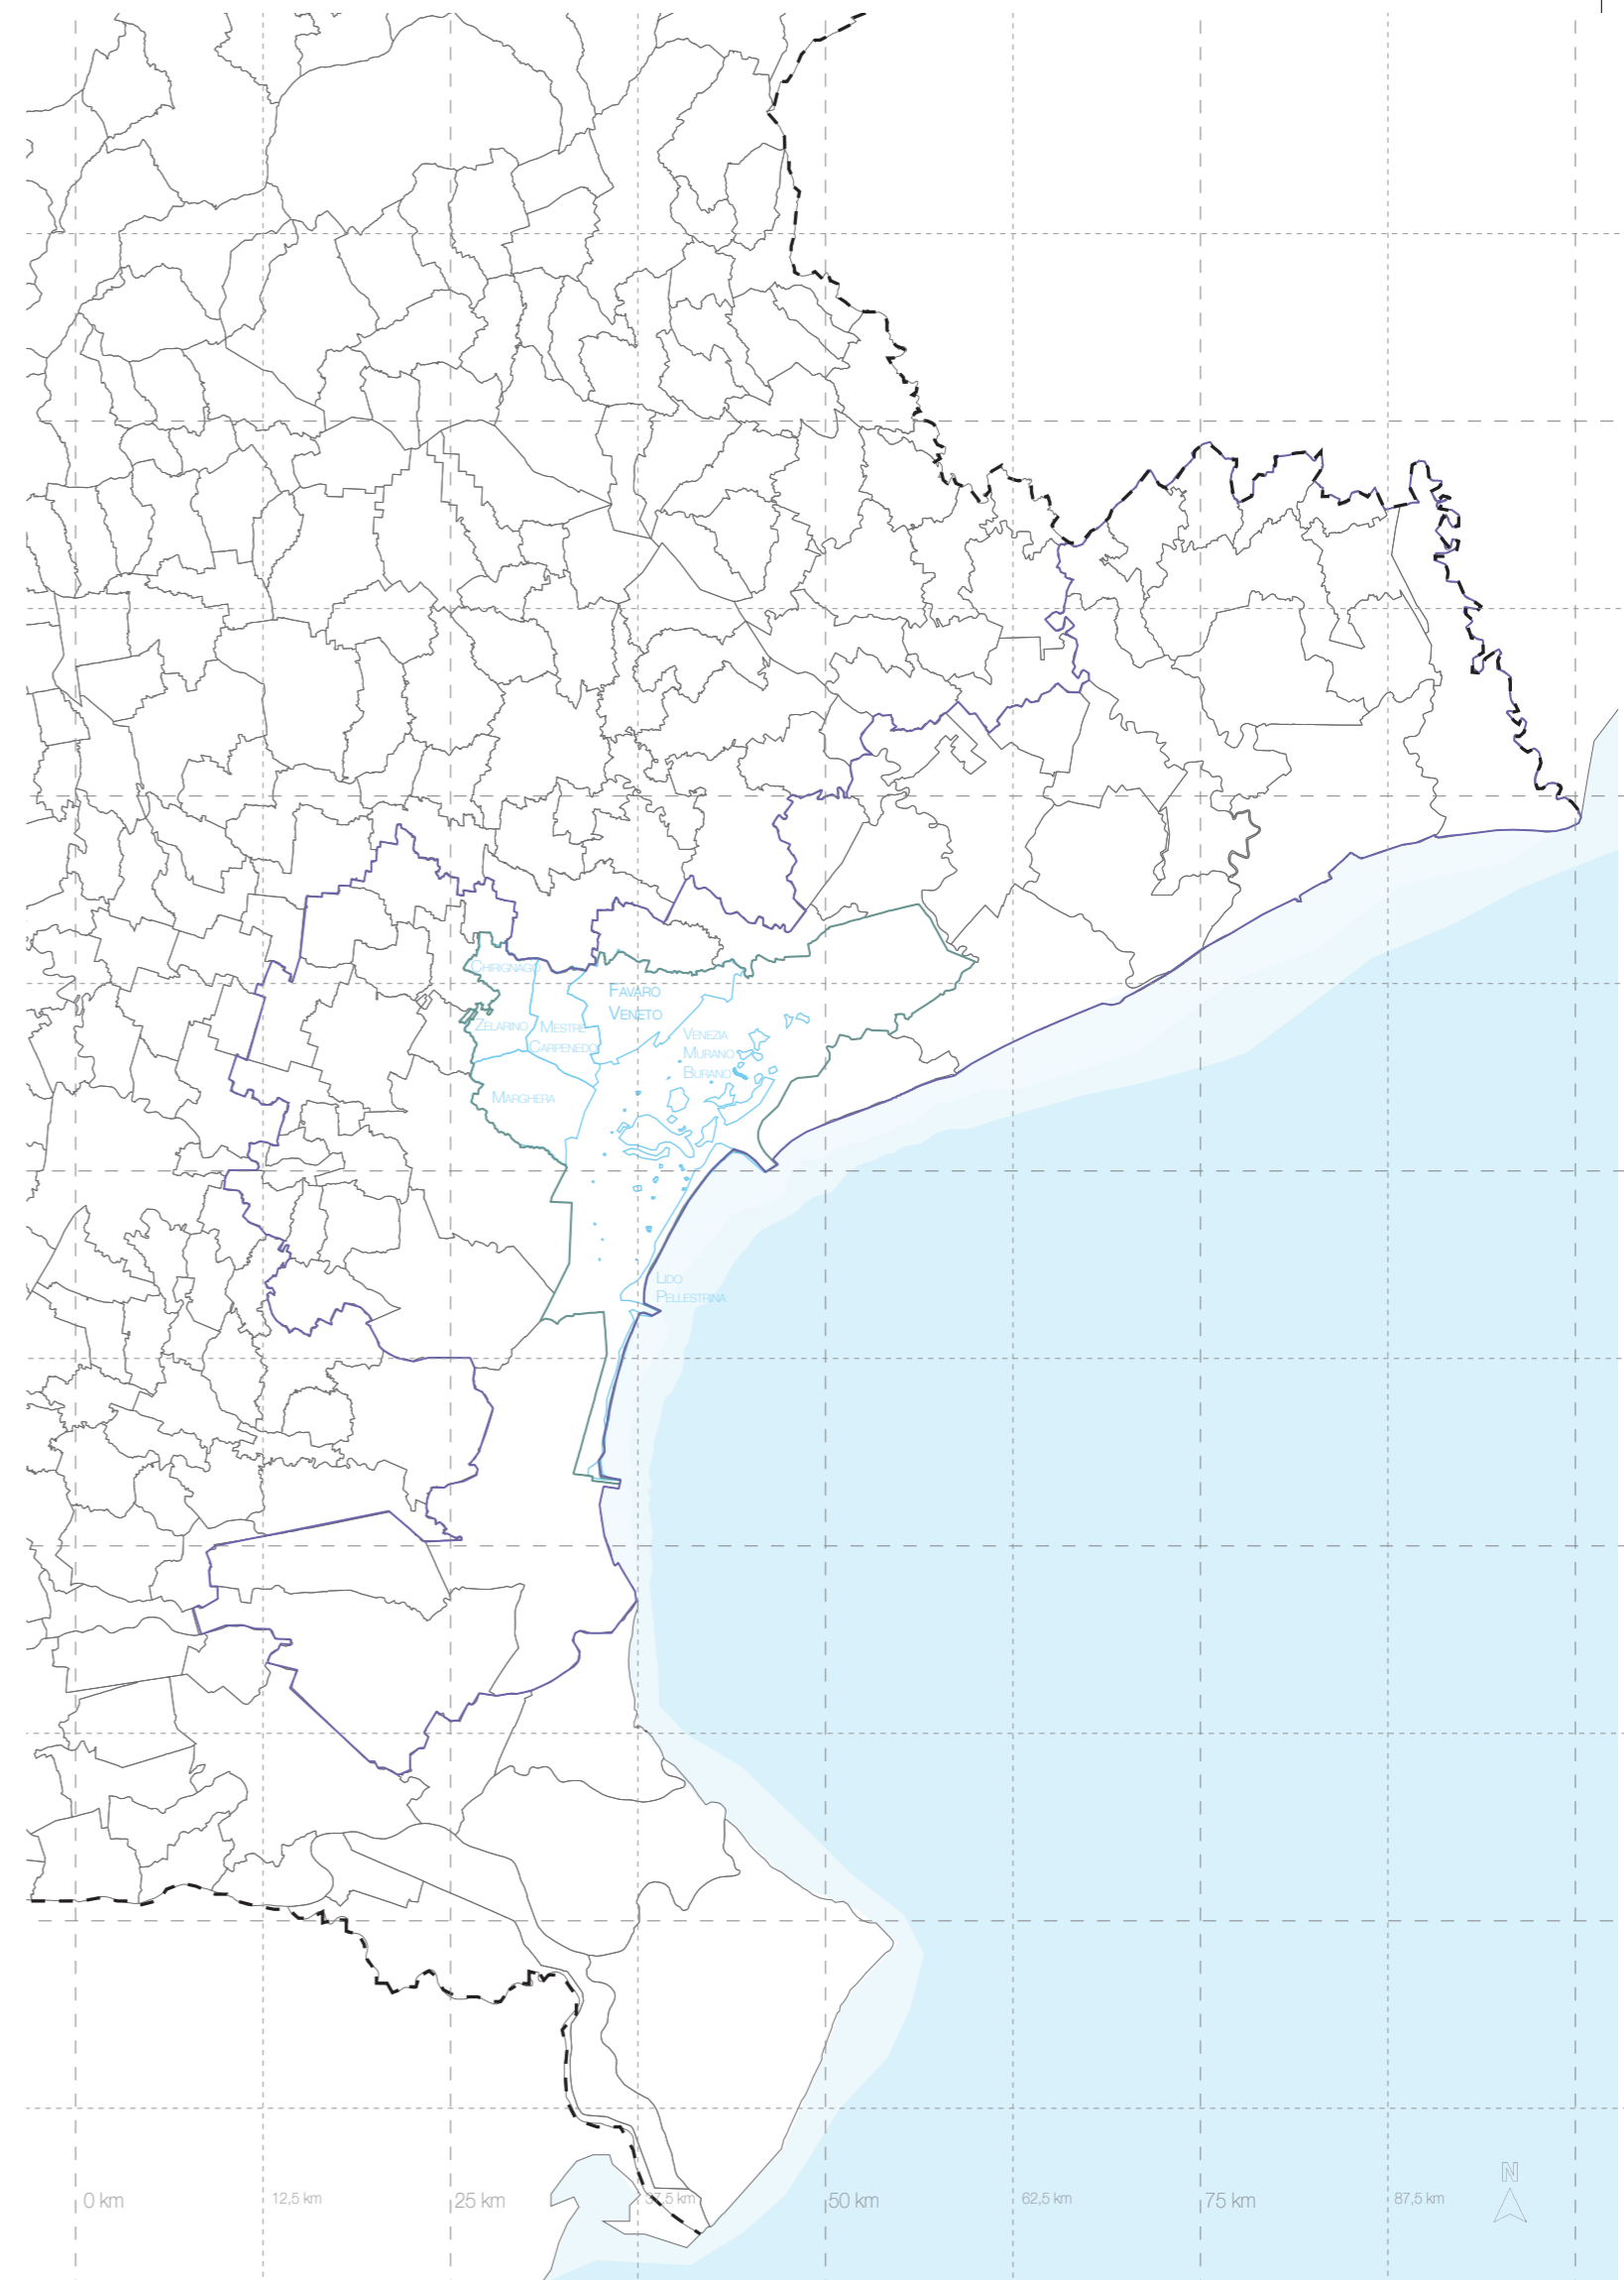 CHIRIGNAGO
FAVARO
VENETO
ZELARINO
MESTRE
CARPENEDO
VENEZIA
MURANO
BURANO
MARGHERA
LIDO
PELLESTRINA
N
0 km
12,5 km
25 km
37,5 km
50 km
62,5 km
75 km
87,5 km